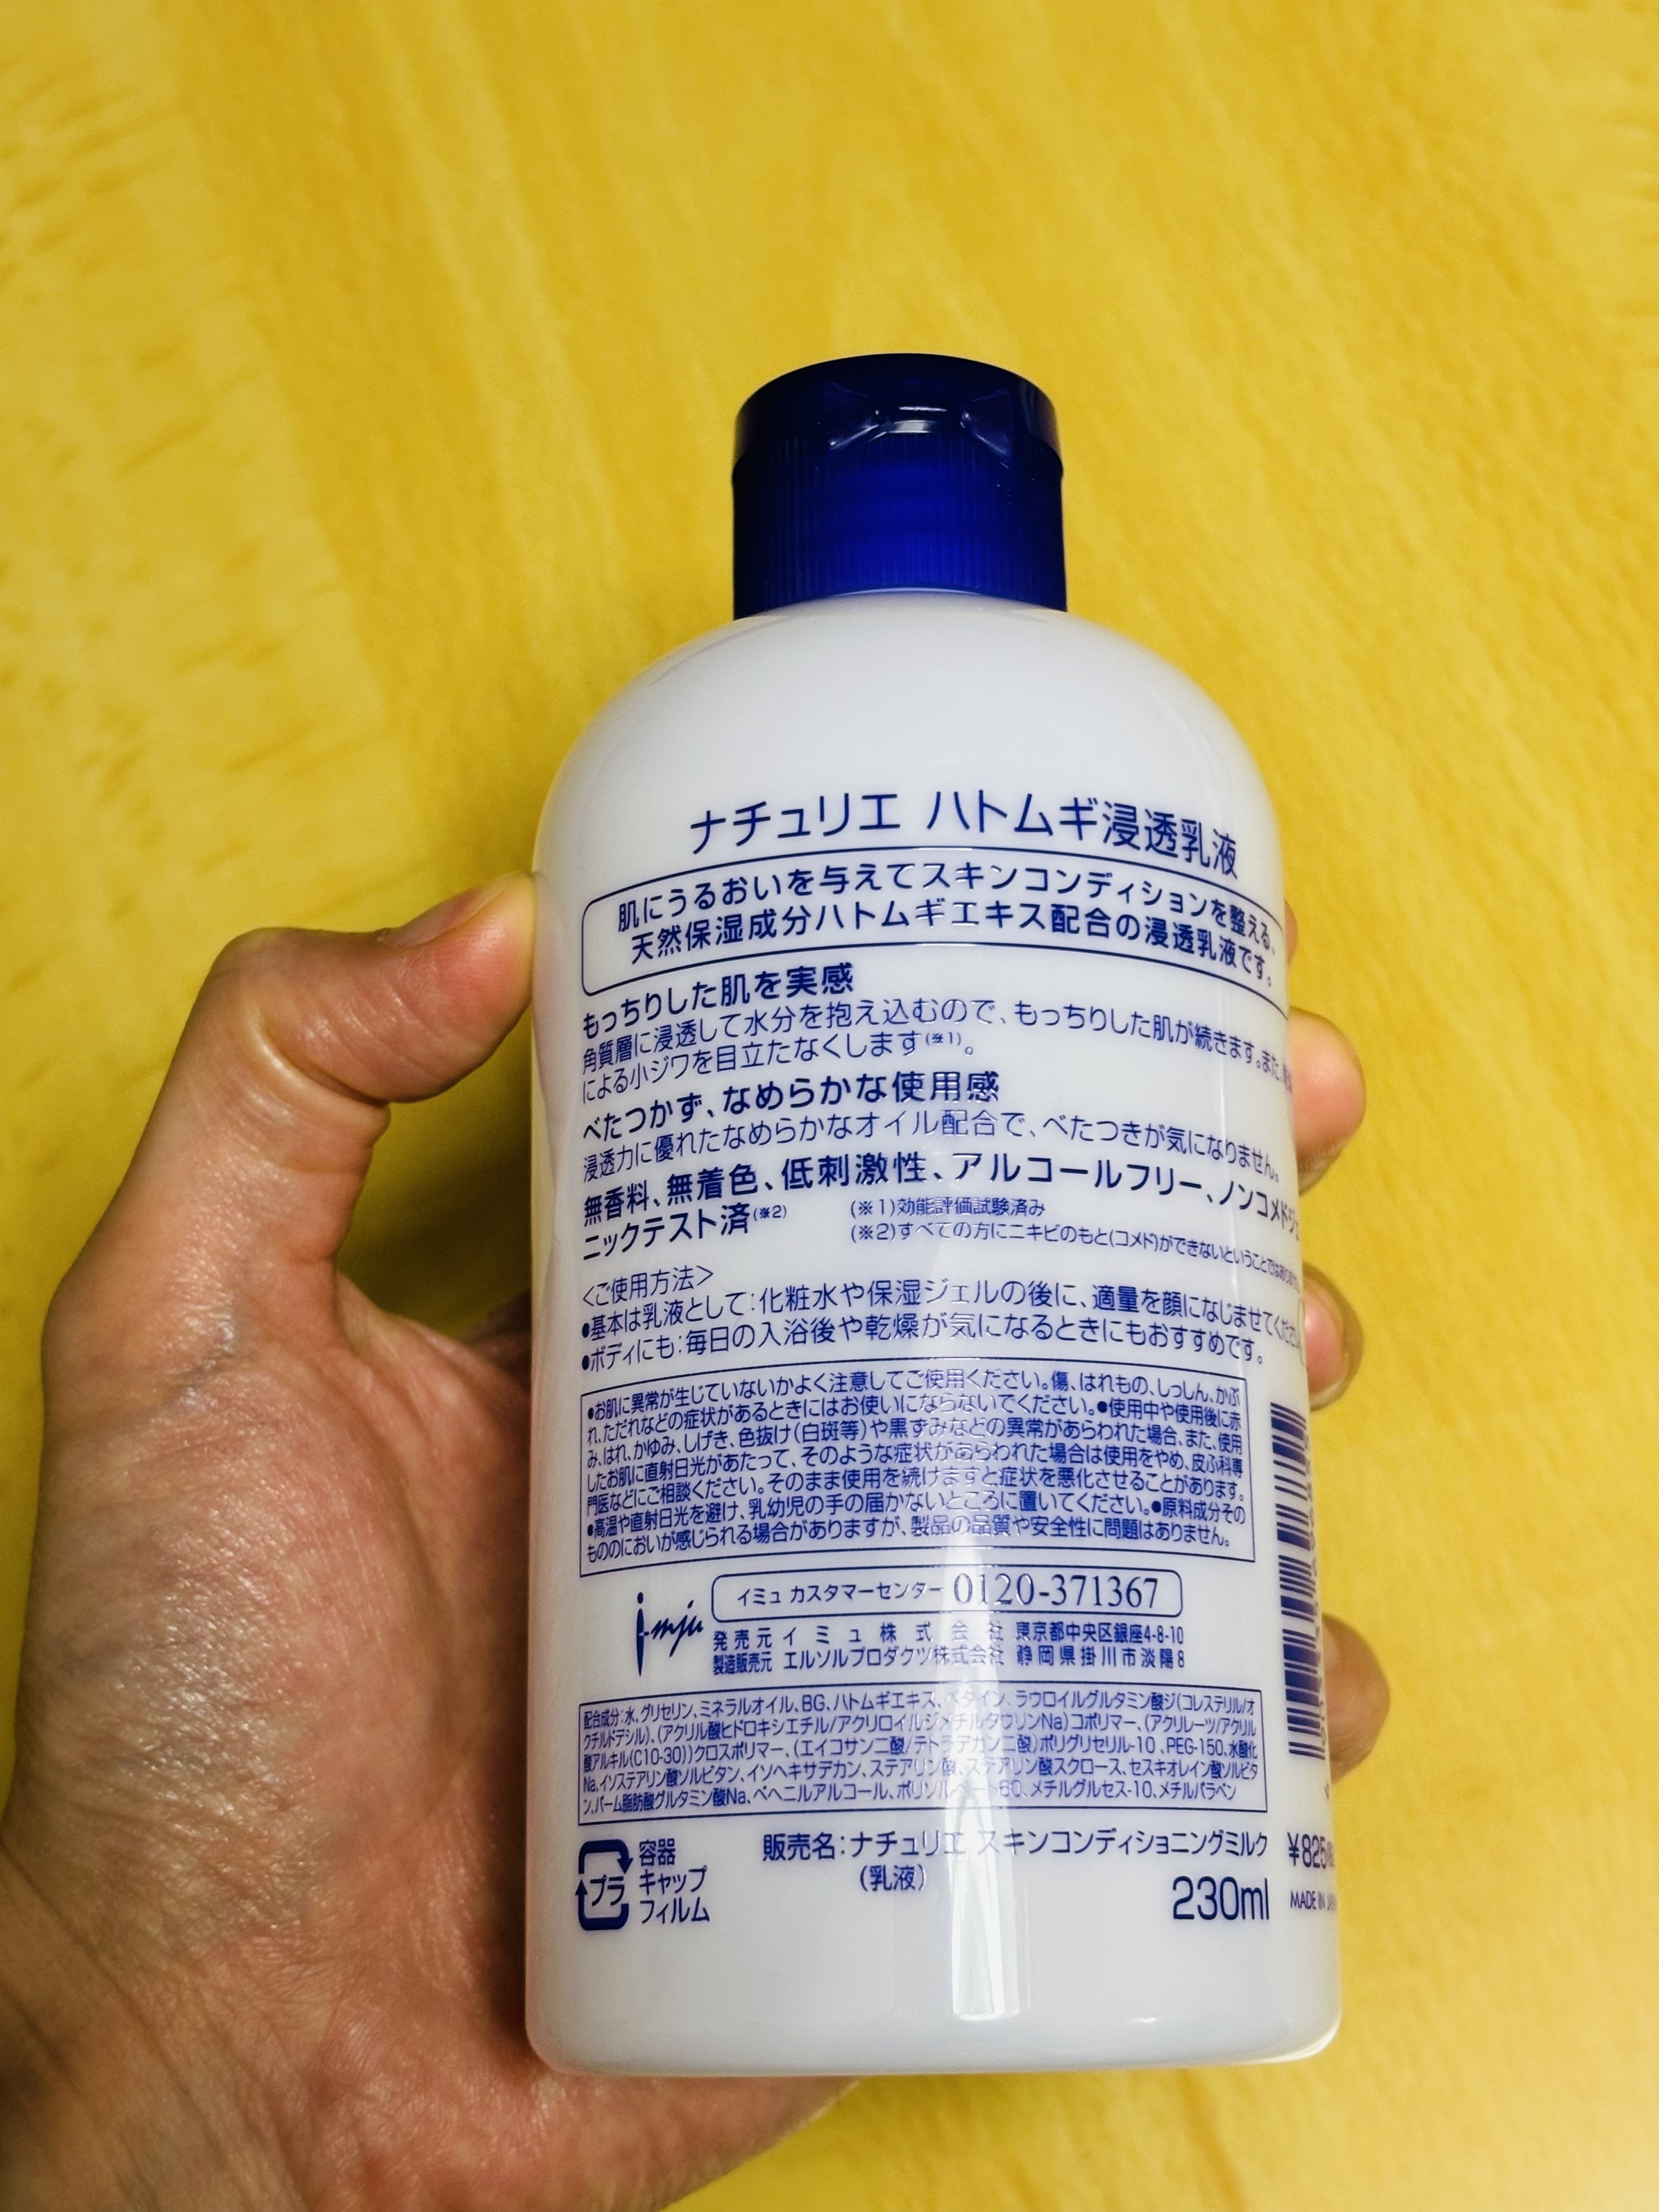 ナチュリエ ハトムギ浸透乳液
肌にうるおいを与えてスキンコンディションを整える、
天然保湿成分ハトムギエキス配合の浸透乳液です。
もっちりした肌を実感
角質層に浸透して水分を抱え込むので、もっちりした肌が続きます。また、
による小ジワを目立たなくします(※1)。
べたつかず、なめらかな使用感
浸透力に優れたなめらかなオイル配合で、べたつきが気になりません。
無香料、無着色、低刺激性、アルコールフリー、ノンコメドジェ
ニックテスト済(※2)
(※1)効能評価試験済み
(※2)すべての方にニキビのもと(コメド)ができないということではありません
<ご使用方法>
●基本は乳液として:化粧水や保湿ジェルの後に、適量を顔になじませてください
●ボディにも:毎日の入浴後や乾燥が気になるときにもおすすめです。
●お肌に異常が生じていないかよく注意してご使用ください。傷、はれもの、しっしん、かぶ
れ、ただれなどの症状があるときにはお使いにならないでください。●使用中や使用後に赤
み、はれ、かゆみ、しげき、色抜け(白斑等)や黒ずみなどの異常があらわれた場合、また、使用
したお肌に直射日光があたって、そのような症状があらわれた場合は使用をやめ、皮ふ科専
門医などにご相談ください。そのまま使用を続けますと症状を悪化させることがあります。
●高温や直射日光を避け、乳幼児の手の届かないところに置いてください。●原料成分その
もののにおいが感じられる場合がありますが、製品の品質や安全性に問題はありません。
i-mju
イミュ カスタマーセンター 0120-371367
発売元 イミュ株式会社 東京都中央区銀座4-8-10
製造販売元 エルソルプロダクツ株式会社 静岡県掛川市淡陽8
配合成分:水、グリセリン、ミネラルオイル、BG、ハトムギエキス、ベタイン、ラウロイルグルタミン酸ジ(コレステリル/オ
クチルドデシル)、(アクリル酸ヒドロキシエチル/アクリロイルジメチルタウリンNa)コポリマー、(アクリレーツ/アクリル
酸アルキル(C10-30))クロスポリマー、(エイコサン二酸/テトラデカン二酸)ポリグリセリル-10、PEG-150、水酸化
Na、イソステアリン酸ソルビタン、イソヘキサデカン、ステアリン酸、ステアリン酸スクロース、セスキオレイン酸ソルビタ
ン、パーム脂肪酸グルタミン酸Na、ベヘニルアルコール、ポリソルベート60、メチルグルセス-10、メチルパラベン
プラ
容器
キャップ
フィルム
販売名:ナチュリエ スキンコンディショニングミルク
(乳液)
230ml
¥825
MADE IN